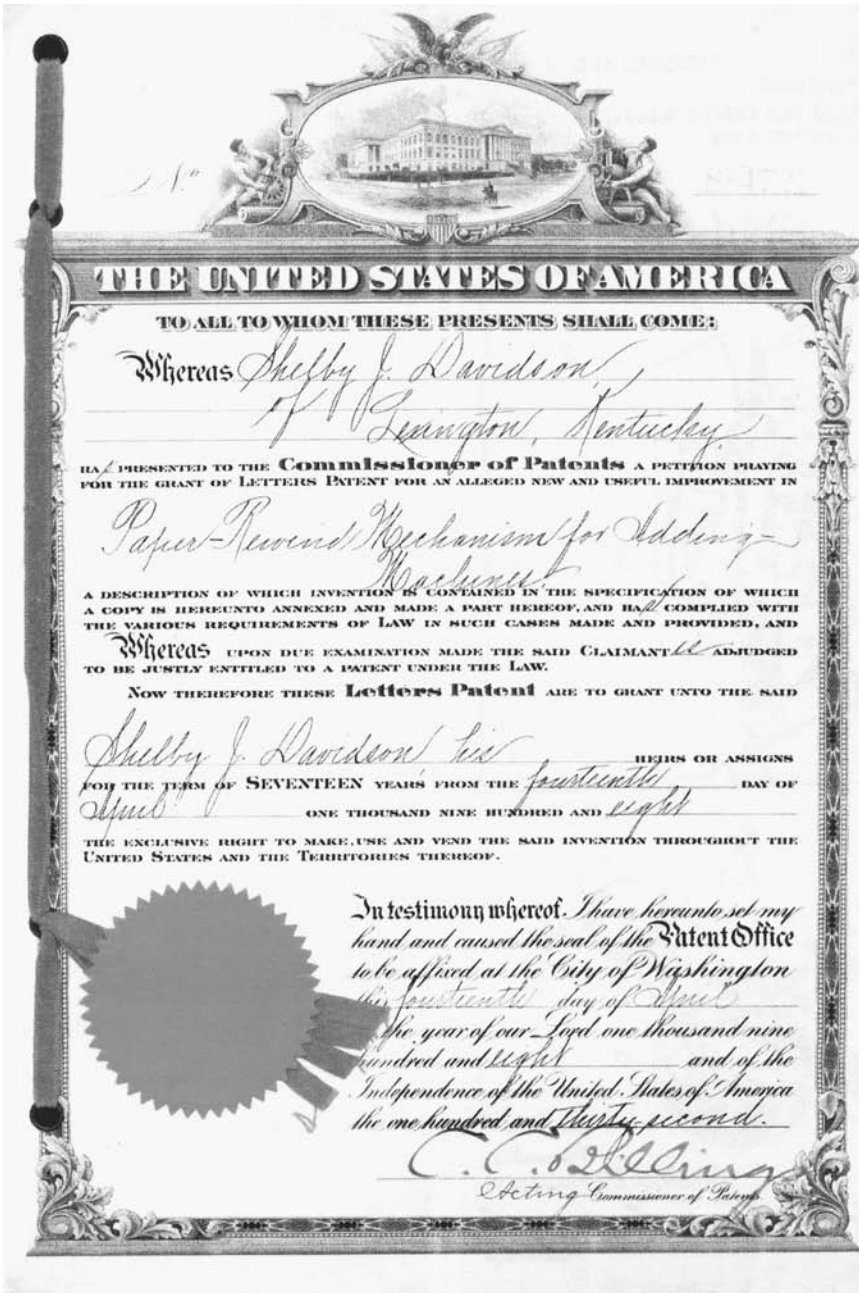 No
THE UNITED STATES OF AMERICA
TO ALL TO WHOM THESE PRESENTS SHALL COME:
Whereas Shelby J. Davidson,
of
Lexington, Kentucky.
HAS PRESENTED TO THE Commissioner of Patents A PETITION PRAYING
FOR THE GRANT OF LETTERS PATENT FOR AN ALLEGED NEW AND USEFUL IMPROVEMENT IN
Paper-Rewind Mechanism for Adding-
Machines.
A DESCRIPTION OF WHICH INVENTION IS CONTAINED IN THE SPECIFICATION OF WHICH
A COPY IS HEREUNTO ANNEXED AND MADE A PART HEREOF, AND HAS COMPLIED WITH
THE VARIOUS REQUIREMENTS OF LAW IN SUCH CASES MADE AND PROVIDED, AND
Whereas UPON DUE EXAMINATION MADE THE SAID CLAIMANT is ADJUDGED
TO BE JUSTLY ENTITLED TO A PATENT UNDER THE LAW.
NOW THEREFORE THESE Letters Patent ARE TO GRANT UNTO THE SAID
Shelby J. Davidson, his HEIRS OR ASSIGNS
FOR THE TERM OF SEVENTEEN YEARS FROM THE fourteenth DAY OF
April ONE THOUSAND NINE HUNDRED AND eight
THE EXCLUSIVE RIGHT TO MAKE, USE AND VEND THE SAID INVENTION THROUGHOUT THE
UNITED STATES AND THE TERRITORIES THEREOF.
In testimony whereof I have hereunto set my
hand and caused the seal of the Patent Office
to be affixed at the City of Washington
this fourteenth day of April
the year of our Lord one thousand nine
hundred and eight and of the
Independence of the United States of America
the one hundred and thirty-second.
C. C. Billings
Acting Commissioner of Patents.